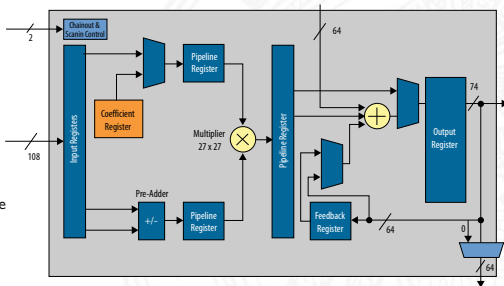 Chainout &
Scanin Control
2
64
Pipeline
Register
74
Coefficient
Register
Input Registers
Multiplier
27 x 27
Pipeline Register
Output
Register
108
Pre-Adder
+/-
Pipeline
Register
Feedback
Register
64
0
64